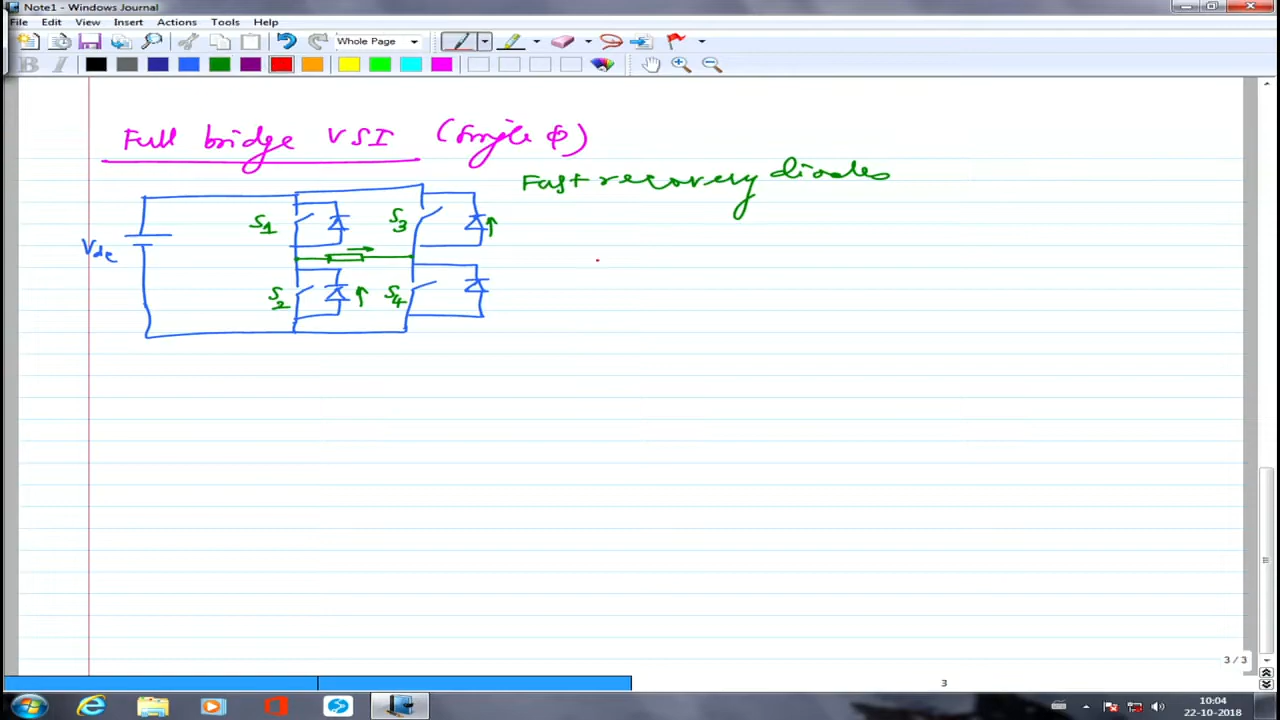 Note1 - Windows Journal
File Edit View Insert Actions Tools Help
Whole Page
B I
Full bridge VSI (Single Φ)
Fast recovery diodes
S1
S3
Vdc
S2
S4
3 / 3
3
10:04
22-10-2018